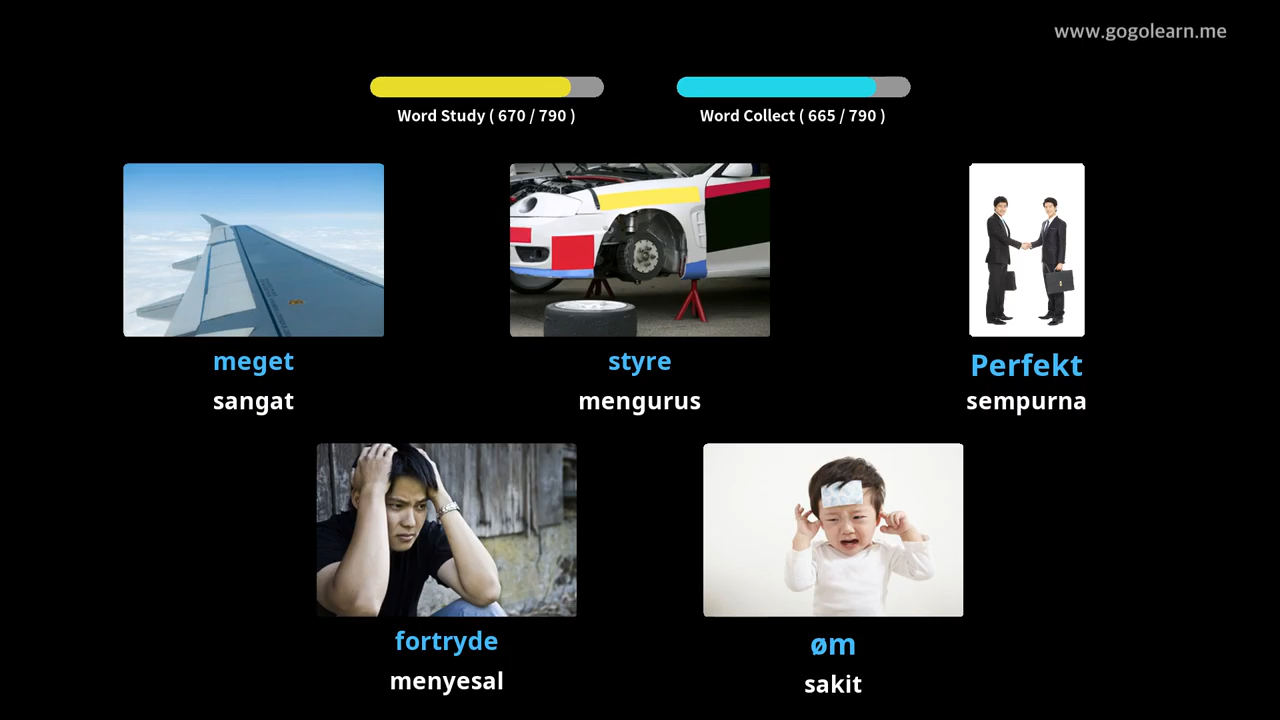 www.gogolearn.me
Word Study ( 670 / 790 )
Word Collect ( 665 / 790 )
meget
sangat
styre
mengurus
Perfekt
sempurna
fortryde
menyesal
øm
sakit